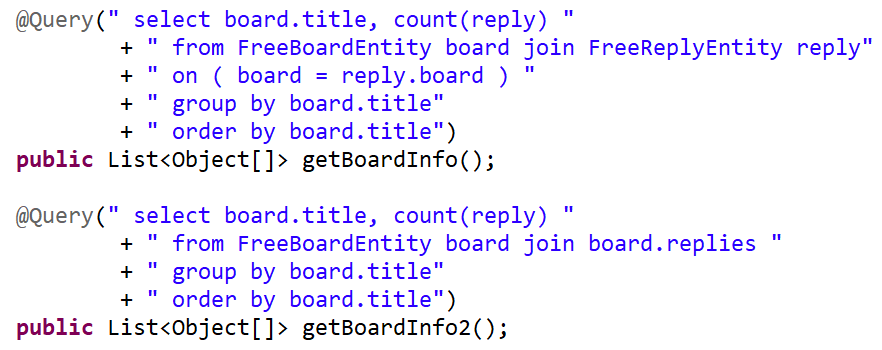 @Query(" select board.title, count(reply) "
+ " from FreeBoardEntity board join FreeReplyEntity reply"
+ " on ( board = reply.board ) "
+ " group by board.title"
+ " order by board.title")
public List<Object[]> getBoardInfo();
@Query(" select board.title, count(reply) "
+ " from FreeBoardEntity board join board.replies "
+ " group by board.title"
+ " order by board.title")
public List<Object[]> getBoardInfo2();